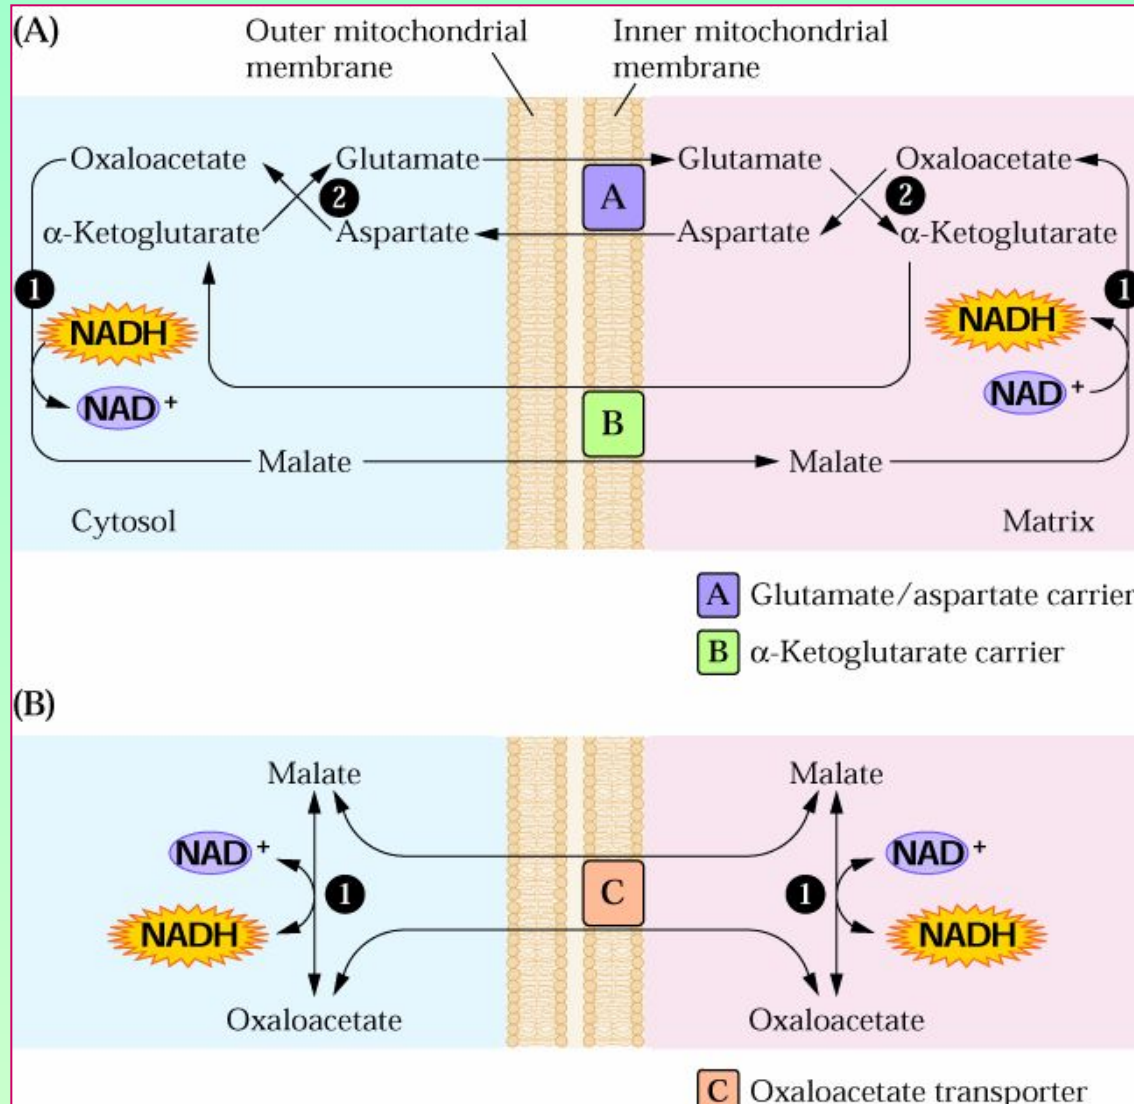 (A)
Outer mitochondrial
membrane
Inner mitochondrial
membrane
Oxaloacetate
Glutamate
Glutamate
Oxaloacetate
2
A
2
α-Ketoglutarate
Aspartate
Aspartate
α-Ketoglutarate
1
1
NADH
NADH
NAD+
NAD+
B
Malate
Malate
Cytosol
Matrix
A Glutamate/aspartate carrier
B α-Ketoglutarate carrier
(B)
Malate
Malate
NAD+
NAD+
1
C
1
NADH
NADH
Oxaloacetate
Oxaloacetate
C Oxaloacetate transporter